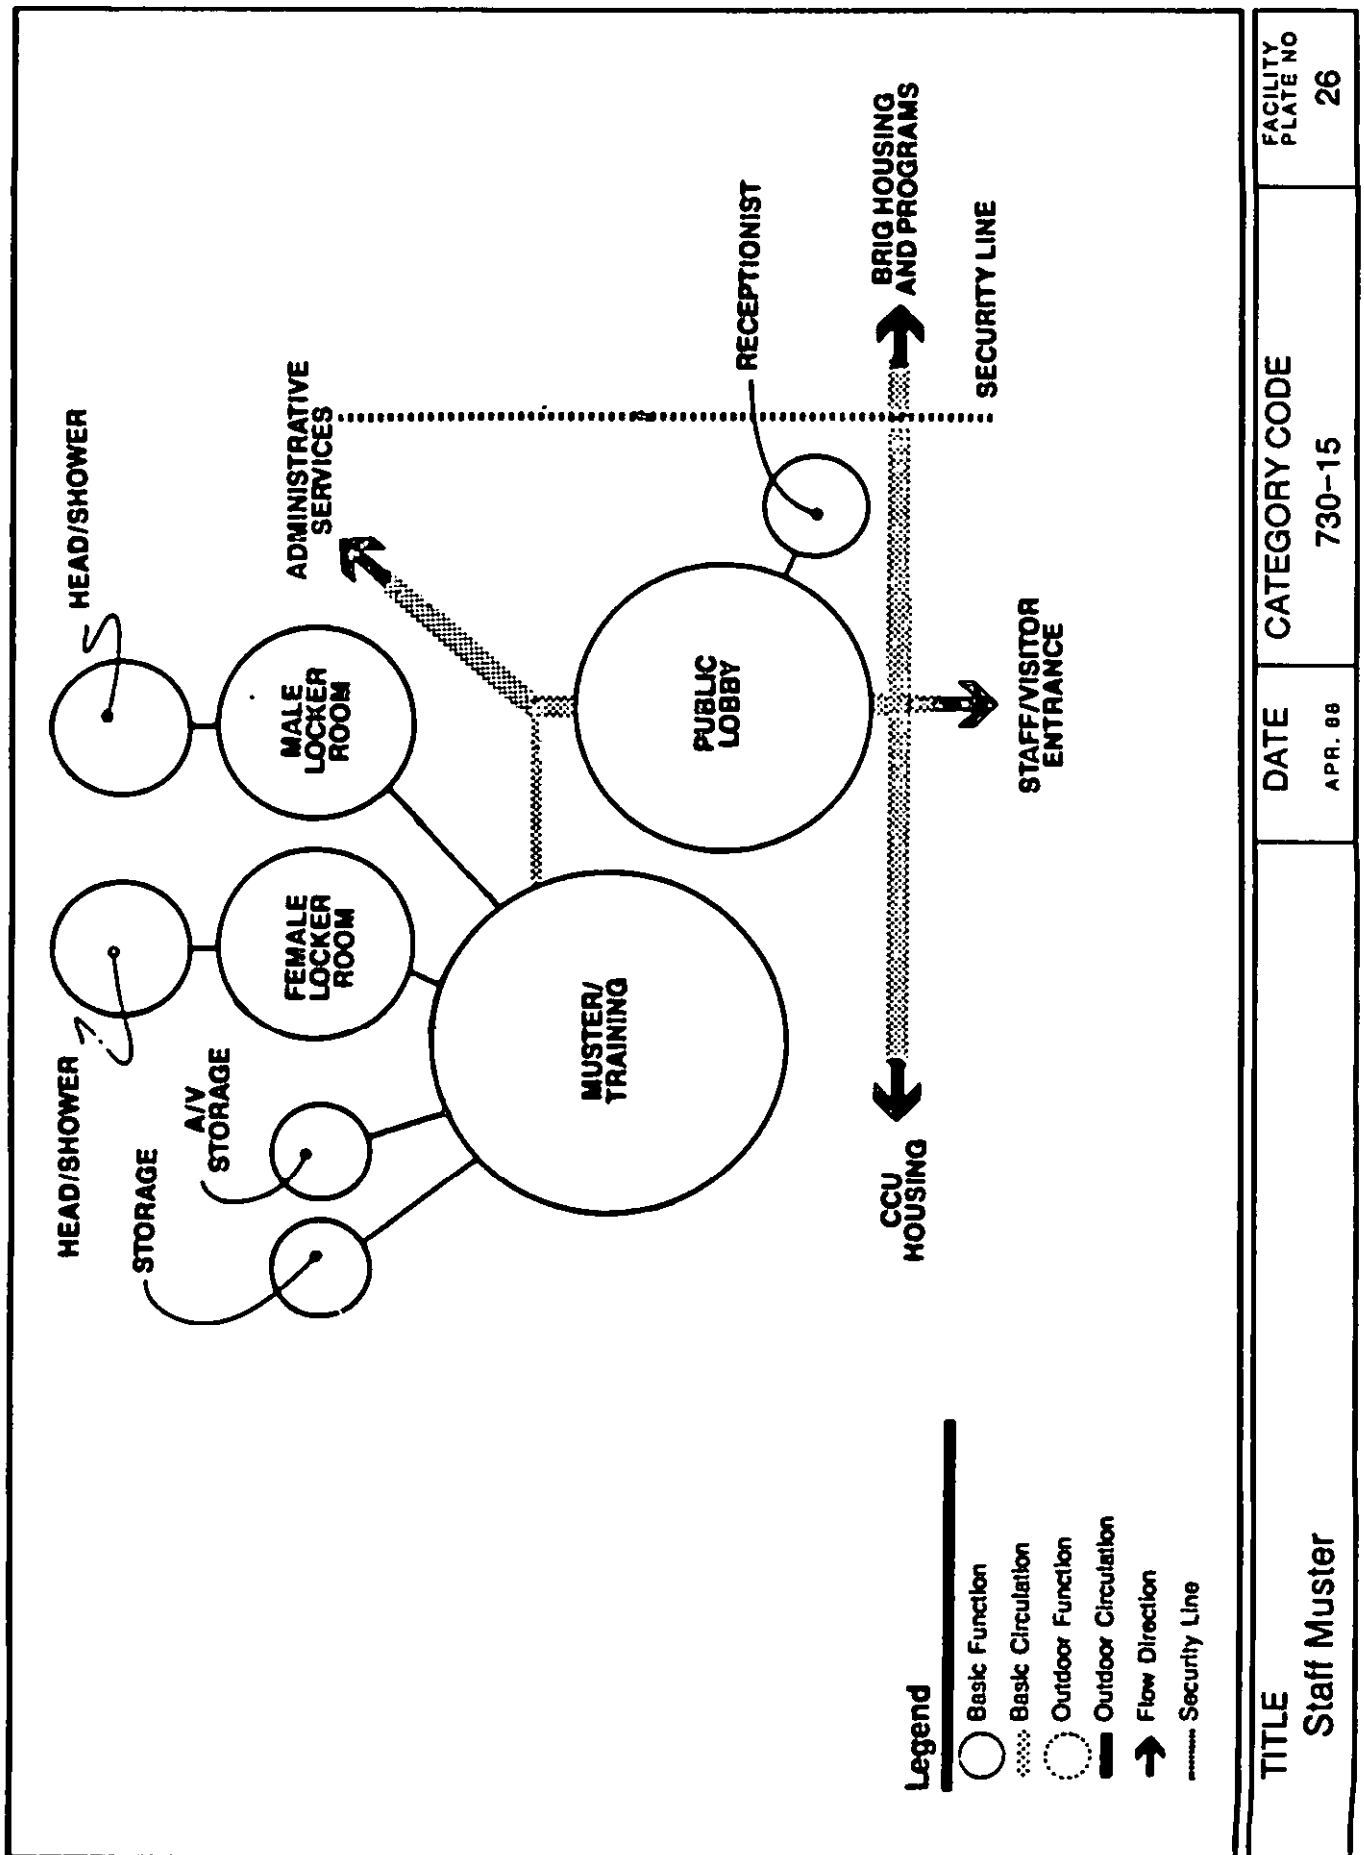 HEAD/SHOWER
HEAD/SHOWER
STORAGE
A/V
STORAGE
FEMALE
LOCKER
ROOM
MALE
LOCKER
ROOM
ADMINISTRATIVE
SERVICES
MUSTER/
TRAINING
PUBLIC
LOBBY
RECEPTIONIST
CCU
HOUSING
BRIG HOUSING
AND PROGRAMS
STAFF/VISITOR
ENTRANCE
SECURITY LINE
Legend
Basic Function
Basic Circulation
Outdoor Function
Outdoor Circulation
Flow Direction
Security Line
TITLE
Staff Muster
DATE
APR. 88
CATEGORY CODE
730-15
FACILITY
PLATE NO
26